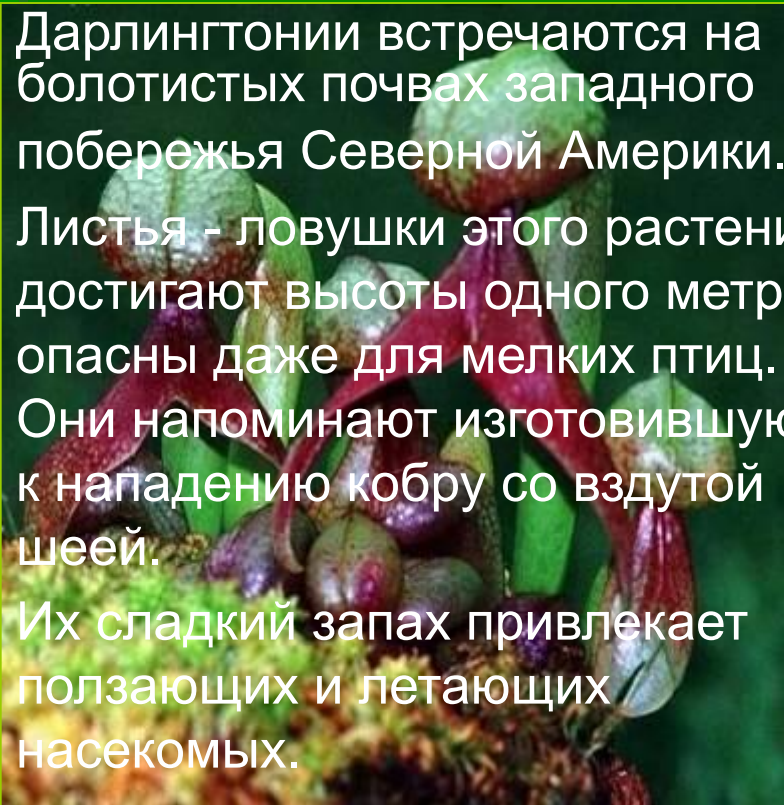 Дарлингтонии встречаются на
болотистых почвах западного
побережья Северной Америки.
Листья - ловушки этого растени
достигают высоты одного метр
опасны даже для мелких птиц.
Они напоминают изготовившую
к нападению кобру со вздутой
шеей.
Их сладкий запах привлекает
ползающих и летающих
насекомых.